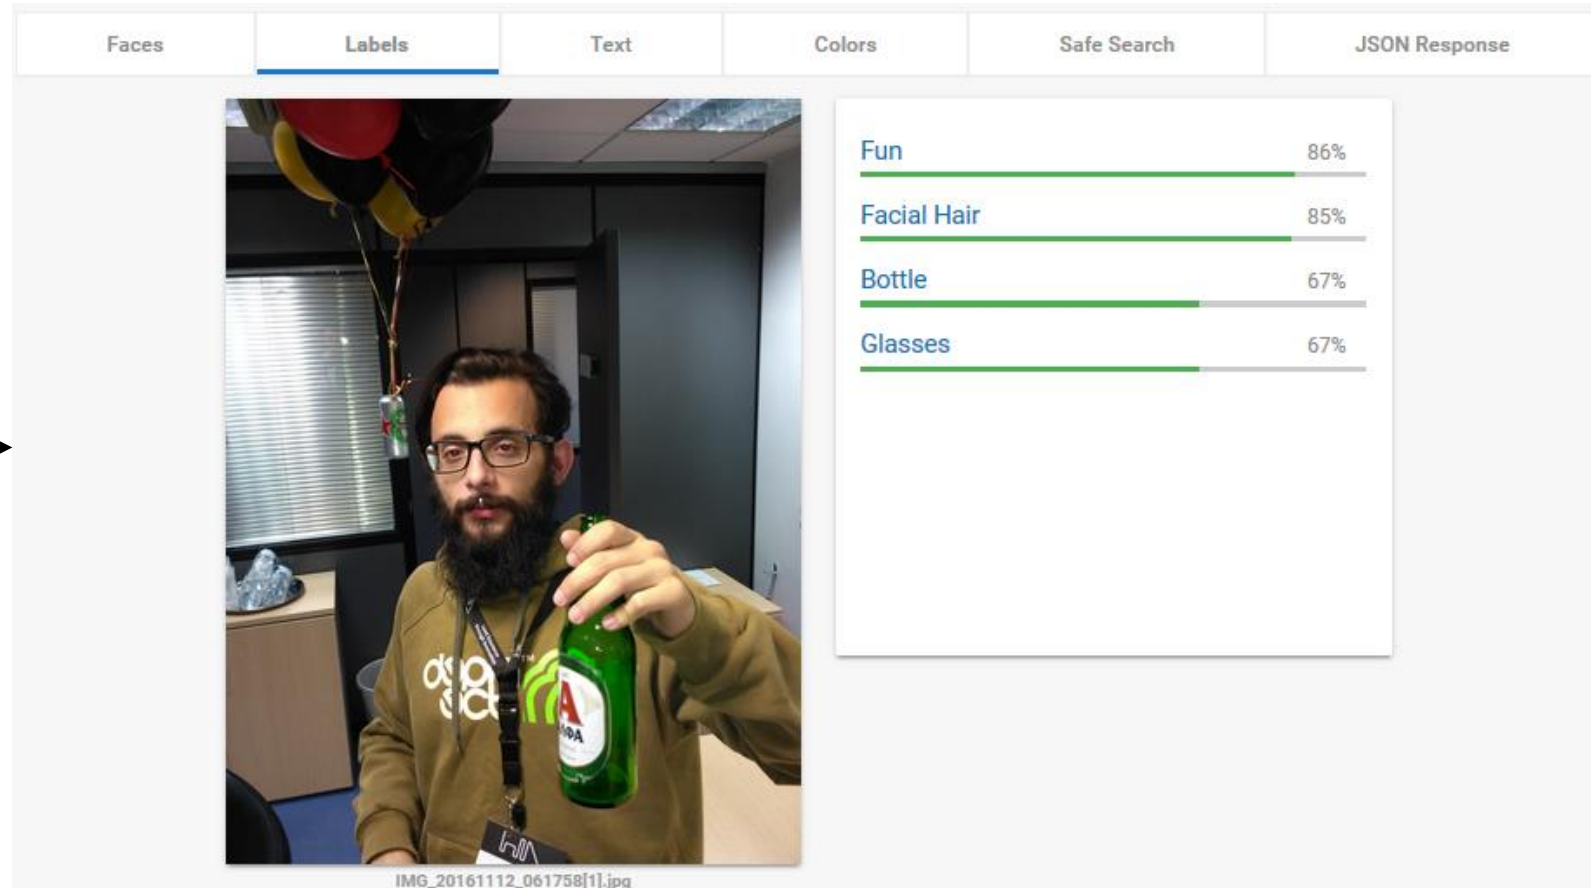 Faces Labels Text Colors Safe Search JSON Response
Fun 86%
Facial Hair 85%
Bottle 67%
Glasses 67%
TM
A
IMG_20161112_061758[1].jpg